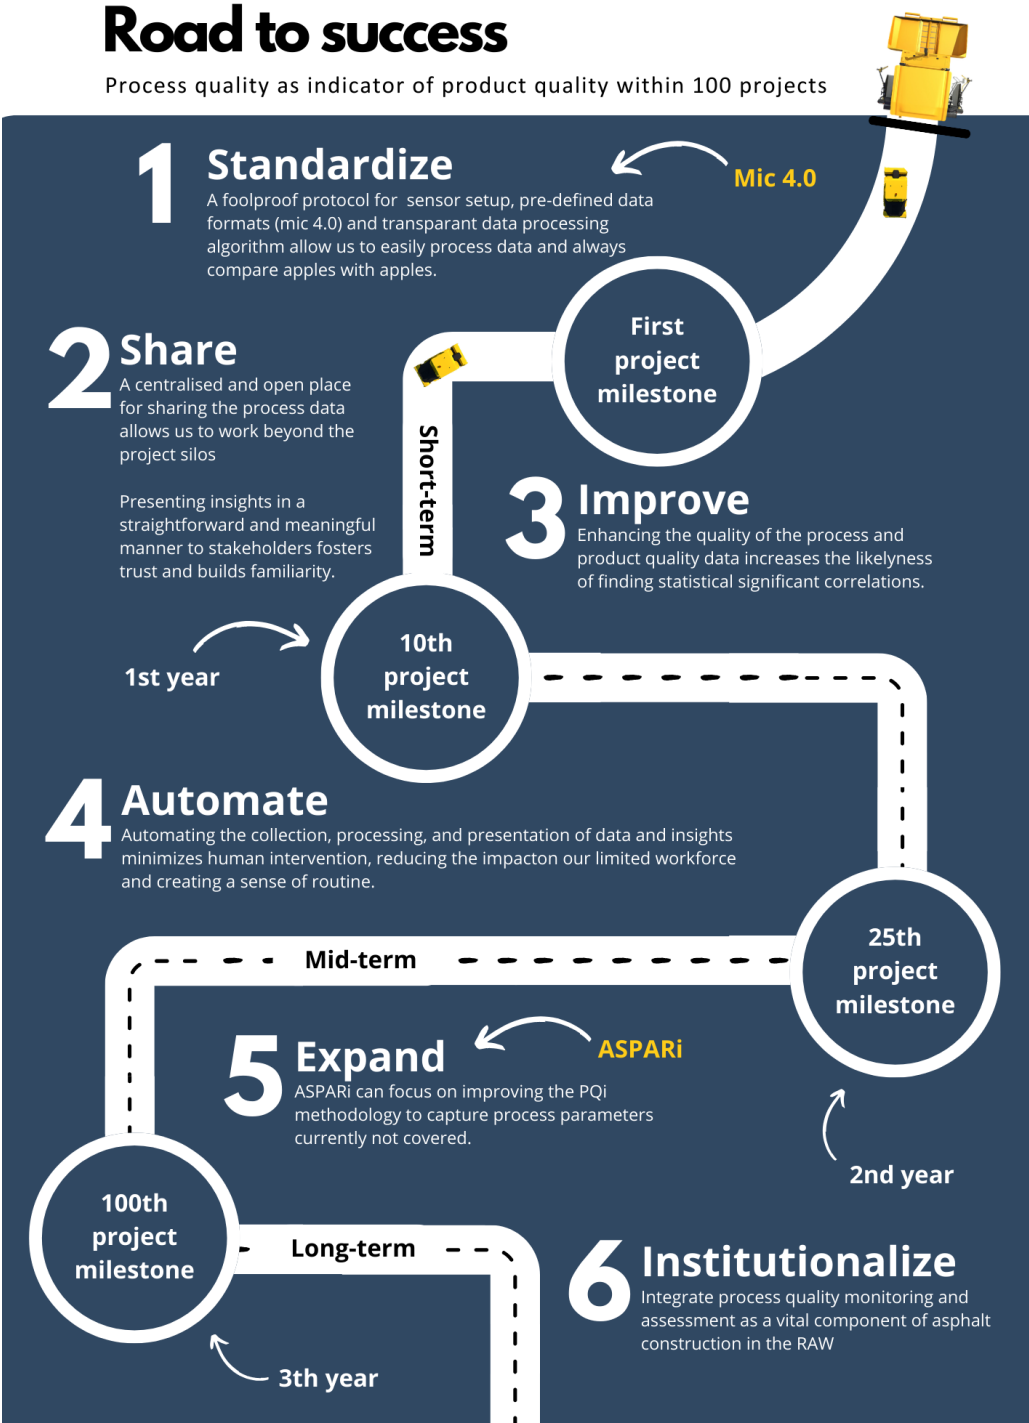 Road to success
Process quality as indicator of product quality within 100 projects
1
Standardize
Mic 4.0
A foolproof protocol for sensor setup, pre-defined data
formats (mic 4.0) and transparant data processing
algorithm allow us to easily process data and always
compare apples with apples.
First
project
milestone
2
Share
A centralised and open place
for sharing the process data
allows us to work beyond the
project silos
Presenting insights in a
straightforward and meaningful
manner to stakeholders fosters
trust and builds familiarity.
Short-term
3
Improve
Enhancing the quality of the process and
product quality data increases the likelyness
of finding statistical significant correlations.
1st year
10th
project
milestone
4
Automate
Automating the collection, processing, and presentation of data and insights
minimizes human intervention, reducing the impacton our limited workforce
and creating a sense of routine.
25th
project
milestone
Mid-term
5
Expand
ASPARi
ASPARi can focus on improving the PQi
methodology to capture process parameters
currently not covered.
2nd year
100th
project
milestone
Long-term
6
Institutionalize
Integrate process quality monitoring and
assessment as a vital component of asphalt
construction in the RAW
3th year